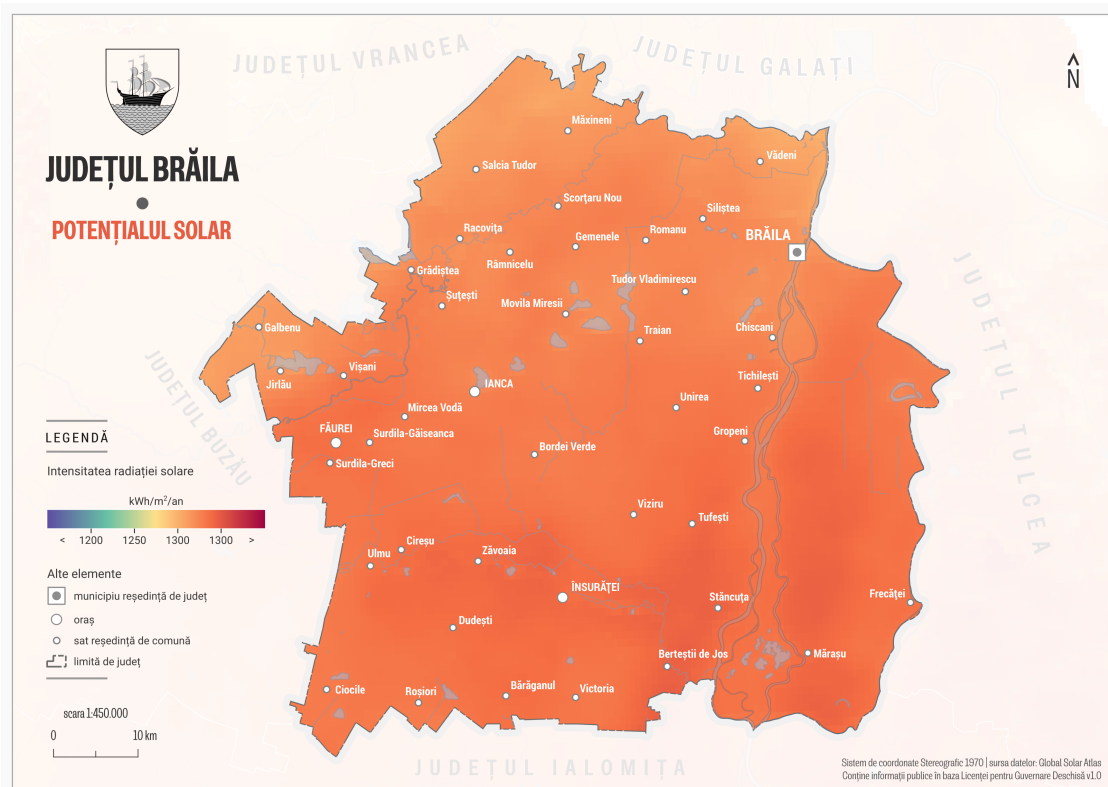 JUDEȚUL VRANCEA
JUDEȚUL GALAȚI
N
JUDEȚUL BRĂILA
POTENȚIALUL SOLAR
Măxineni
Vădeni
Salcia Tudor
Scorțaru Nou
Siliștea
Racovița
Gemenele
Romanu
BRĂILA
Râmnicelu
Grădiștea
Tudor Vladimirescu
Șuțești
Movila Miresii
JUDEȚUL TULCEA
Galbenu
Traian
Chiscani
JUDEȚUL BUZĂU
Vișani
Jirlău
IANCA
Tichilești
Unirea
Mircea Vodă
FĂUREI
Surdila-Găiseanca
Gropeni
Bordei Verde
Surdila-Greci
LEGENDĂ
Intensitatea radiației solare
kWh/m²/an
< 1200 1250 1300 1300 >
Viziru
Tufești
Cireșu
Ulmu
Zăvoaia
Alte elemente
municipiu reședință de județ
ÎNSURĂȚEI
Stăncuța
Frecăței
oraș
Dudești
sat reședință de comună
limită de județ
Berteștii de Jos
Mărașu
Ciocile
Roșiori
Bărăganul
Victoria
scara 1:450.000
0 10 km
JUDEȚUL IALOMIȚA
Sistem de coordonate Stereografic 1970 | sursa datelor: Global Solar Atlas
Conține informații publice în baza Licenței pentru Guvernare Deschisă v1.0